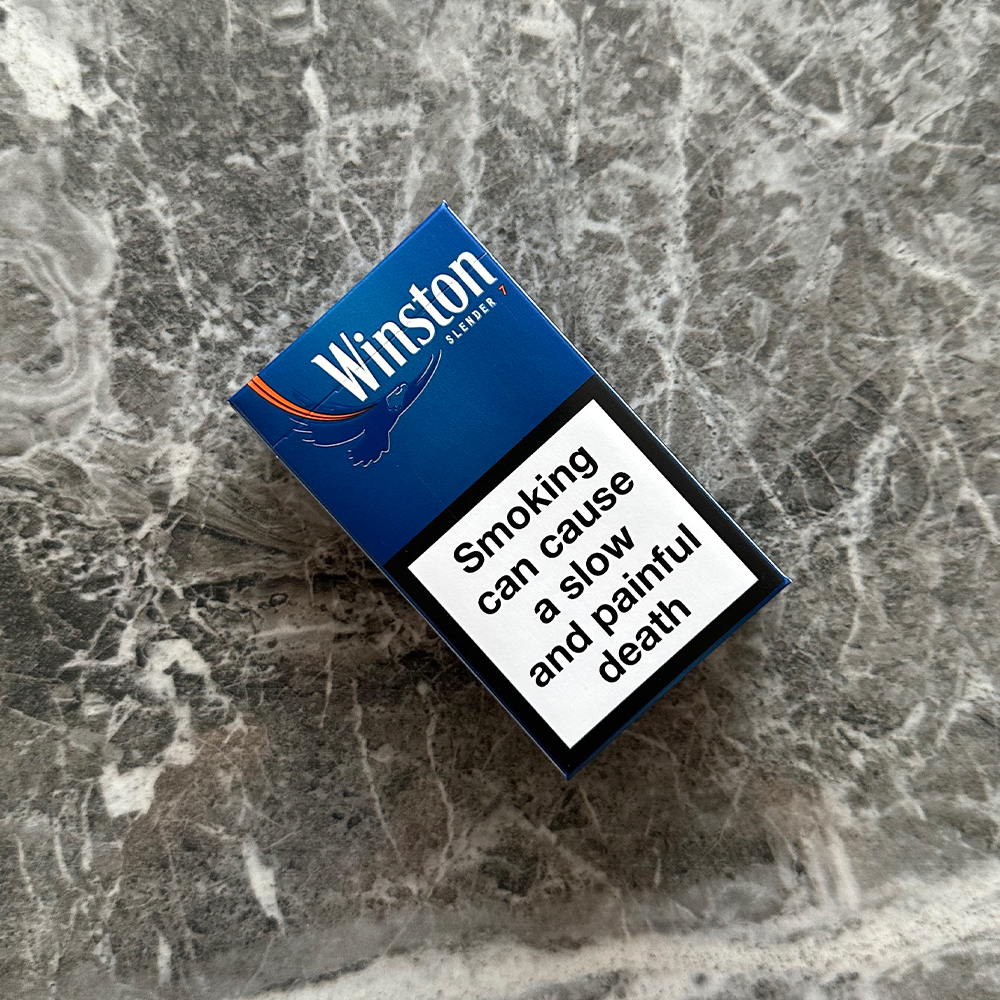 Winston
SLENDER 7
Smoking
can cause
a slow
and painful
death